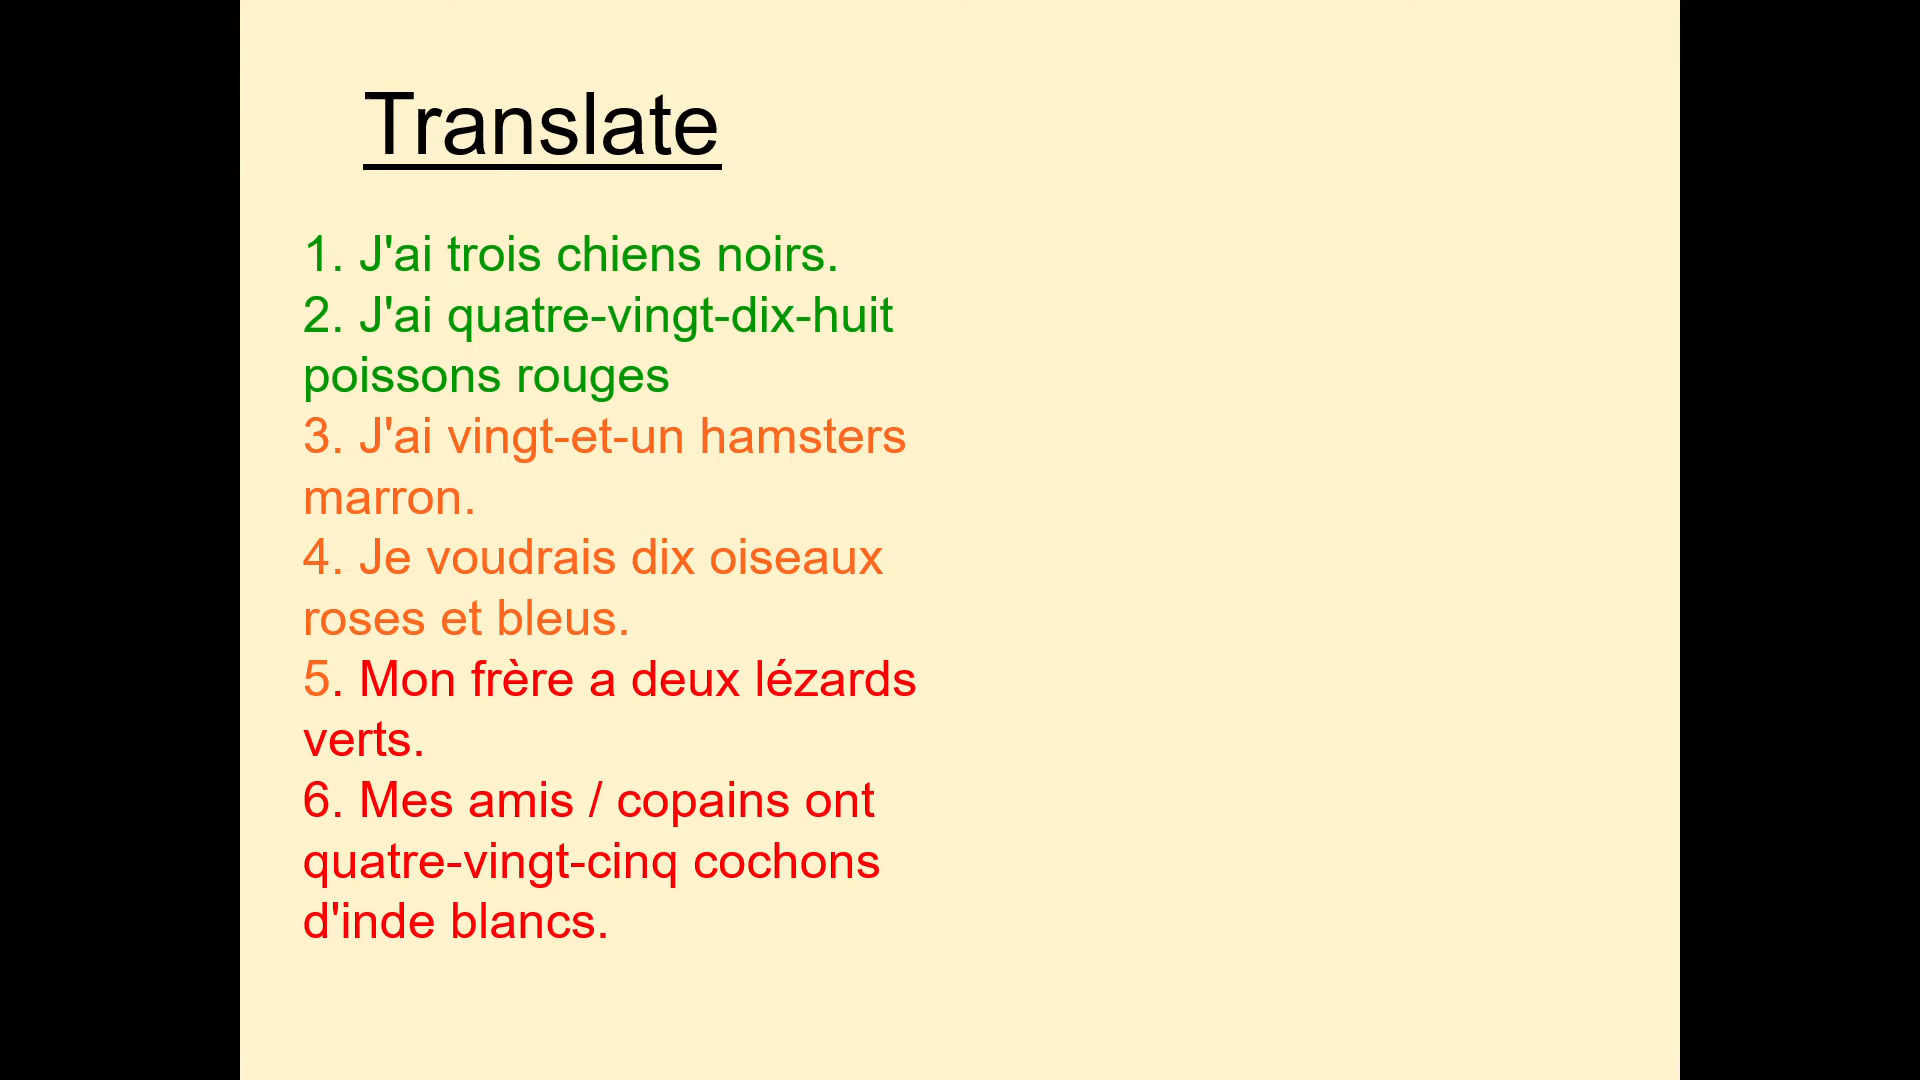 Translate
1. J'ai trois chiens noirs.
2. J'ai quatre-vingt-dix-huit
poissons rouges
3. J'ai vingt-et-un hamsters
marron.
4. Je voudrais dix oiseaux
roses et bleus.
5. Mon frère a deux lézards
verts.
6. Mes amis / copains ont
quatre-vingt-cinq cochons
d'inde blancs.